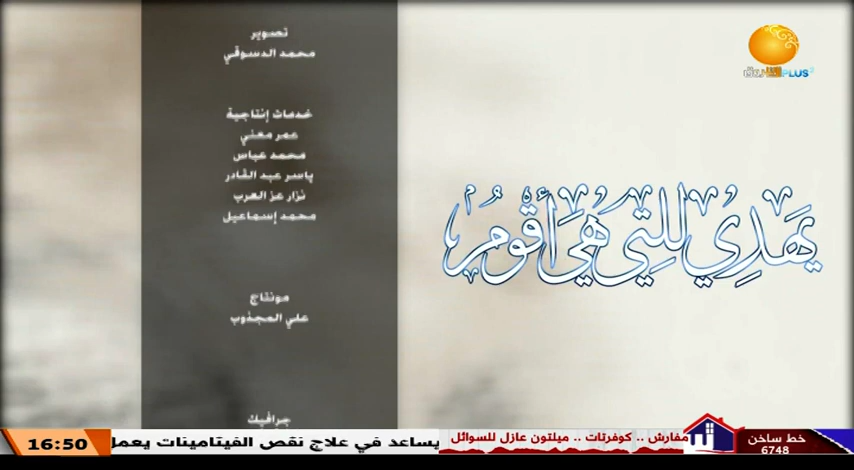 تصوير
محمد الدسوقي
خدمات إنتاجية
عمر معني
محمد عباس
ياسر عبد القادر
نزار عز العرب
محمد إسماعيل
مونتاج
علي المجذوب
جرافيك
PLUS
يَهْدِي لِلَّتِي هِيَ أَقْوَمُ
خط ساخن
6748
مفارش .. كوفرتات .. ميلتون عازل للسوائل
يساعد في علاج نقص الفيتامينات يعمل
16:50